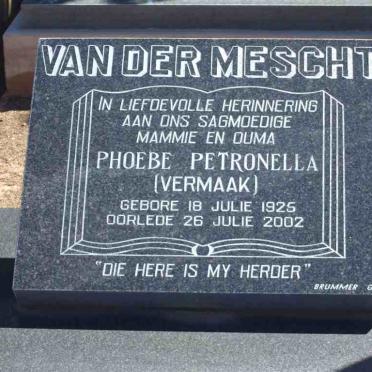 VAN DER MESCHT
IN LIEFDEVOLLE HERINNERING
AAN ONS SAGMOEDIGE
MAMMIE EN OUMA
PHOEBE PETRONELLA
(VERMAAK)
GEBORE 18 JULIE 1925
OORLEDE 26 JULIE 2002
"DIE HERE IS MY HERDER"
BRUMMER